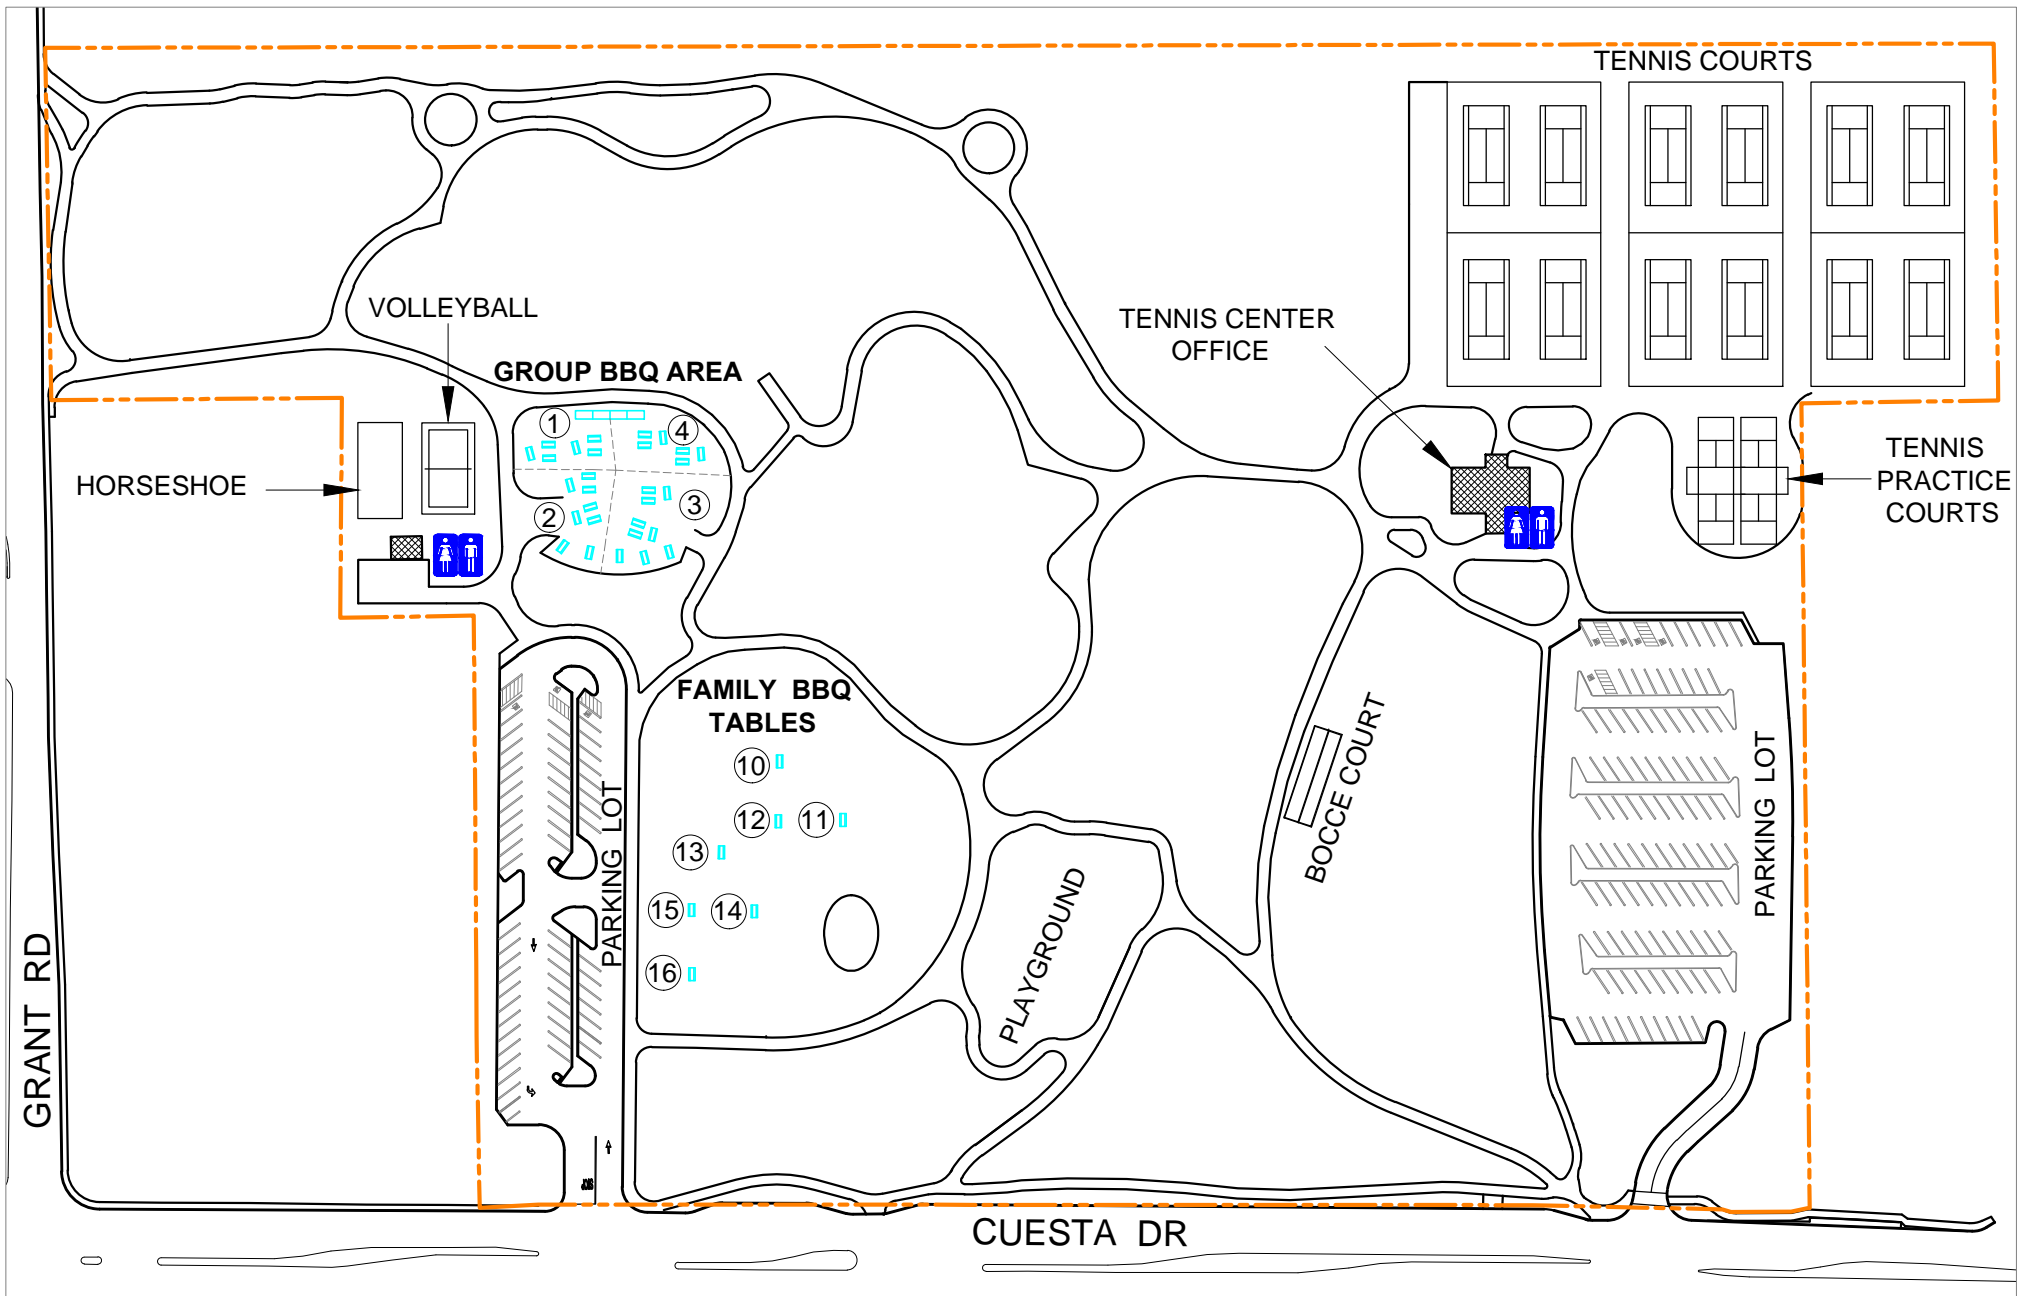 TENNIS COURTS
VOLLEYBALL
TENNIS CENTER
OFFICE
GROUP BBQ AREA
1
4
2
3
HORSESHOE
TENNIS
PRACTICE
COURTS
FAMILY BBQ
TABLES
10
12
11
13
15
14
16
PARKING LOT
PLAYGROUND
BOCCE COURT
PARKING LOT
GRANT RD
CUESTA DR